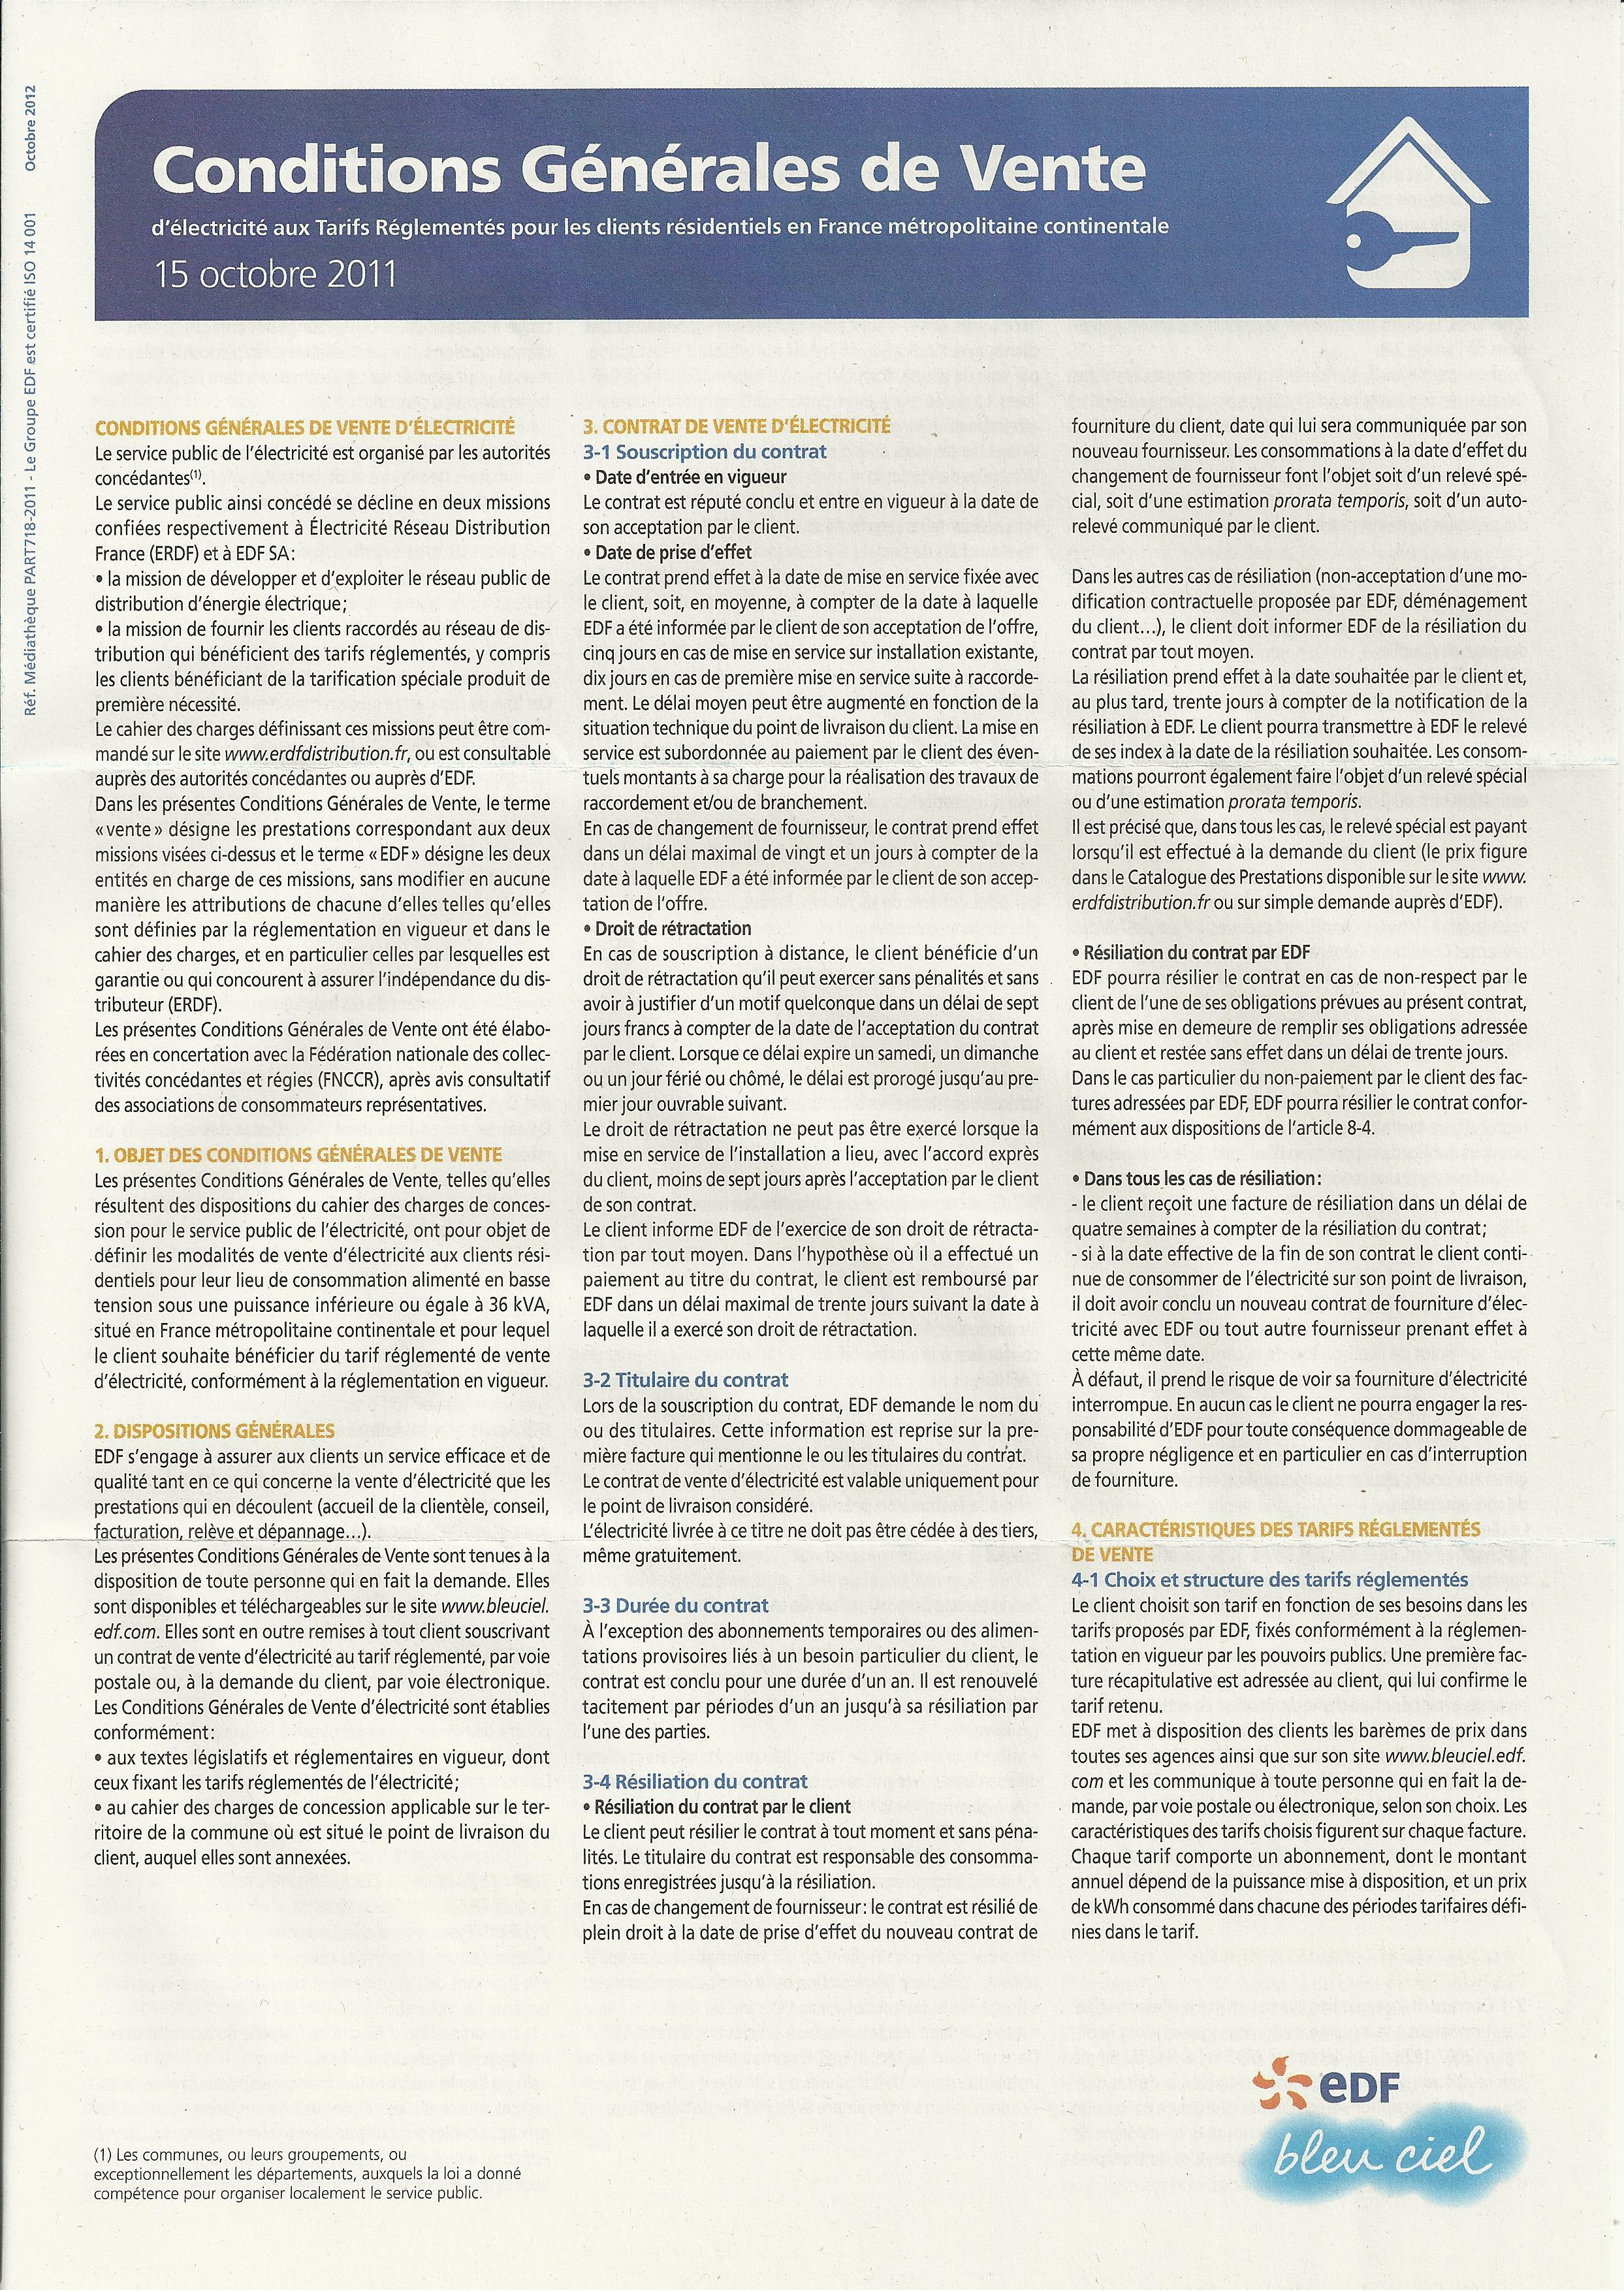 Réf. Médiathèque PART718-2011 - Le Groupe EDF est certifié ISO 14 001 Octobre 2012
Conditions Générales de Vente
d'électricité aux Tarifs Réglementés pour les clients résidentiels en France métropolitaine continentale
15 octobre 2011
CONDITIONS GÉNÉRALES DE VENTE D'ÉLECTRICITÉ
Le service public de l'électricité est organisé par les autorités
concédantes(1).
Le service public ainsi concédé se décline en deux missions
confiées respectivement à Électricité Réseau Distribution
France (ERDF) et à EDF SA:
• la mission de développer et d'exploiter le réseau public de
distribution d'énergie électrique;
• la mission de fournir les clients raccordés au réseau de dis-
tribution qui bénéficient des tarifs réglementés, y compris
les clients bénéficiant de la tarification spéciale produit de
première nécessité.
Le cahier des charges définissant ces missions peut être com-
mandé sur le site www.erdfdistribution.fr, ou est consultable
auprès des autorités concédantes ou auprès d'EDF.
Dans les présentes Conditions Générales de Vente, le terme
«vente» désigne les prestations correspondant aux deux
missions visées ci-dessus et le terme «EDF» désigne les deux
entités en charge de ces missions, sans modifier en aucune
manière les attributions de chacune d'elles telles qu'elles
sont définies par la réglementation en vigueur et dans le
cahier des charges, et en particulier celles par lesquelles est
garantie ou qui concourent à assurer l'indépendance du dis-
tributeur (ERDF).
Les présentes Conditions Générales de Vente ont été élabo-
rées en concertation avec la Fédération nationale des collec-
tivités concédantes et régies (FNCCR), après avis consultatif
des associations de consommateurs représentatives.
1. OBJET DES CONDITIONS GÉNÉRALES DE VENTE
Les présentes Conditions Générales de Vente, telles qu'elles
résultent des dispositions du cahier des charges de conces-
sion pour le service public de l'électricité, ont pour objet de
définir les modalités de vente d'électricité aux clients rési-
dentiels pour leur lieu de consommation alimenté en basse
tension sous une puissance inférieure ou égale à 36 kVA,
situé en France métropolitaine continentale et pour lequel
le client souhaite bénéficier du tarif réglementé de vente
d'électricité, conformément à la réglementation en vigueur.
2. DISPOSITIONS GÉNÉRALES
EDF s'engage à assurer aux clients un service efficace et de
qualité tant en ce qui concerne la vente d'électricité que les
prestations qui en découlent (accueil de la clientèle, conseil,
facturation, relève et dépannage...).
Les présentes Conditions Générales de Vente sont tenues à la
disposition de toute personne qui en fait la demande. Elles
sont disponibles et téléchargeables sur le site www.bleuciel.
edf.com. Elles sont en outre remises à tout client souscrivant
un contrat de vente d'électricité au tarif réglementé, par voie
postale ou, à la demande du client, par voie électronique.
Les Conditions Générales de Vente d'électricité sont établies
conformément:
• aux textes législatifs et réglementaires en vigueur, dont
ceux fixant les tarifs réglementés de l'électricité;
• au cahier des charges de concession applicable sur le ter-
ritoire de la commune où est situé le point de livraison du
client, auquel elles sont annexées.
3. CONTRAT DE VENTE D'ÉLECTRICITÉ
3-1 Souscription du contrat
• Date d'entrée en vigueur
Le contrat est réputé conclu et entre en vigueur à la date de
son acceptation par le client.
• Date de prise d'effet
Le contrat prend effet à la date de mise en service fixée avec
le client, soit, en moyenne, à compter de la date à laquelle
EDF a été informée par le client de son acceptation de l'offre,
cinq jours en cas de mise en service sur installation existante,
dix jours en cas de première mise en service suite à raccorde-
ment. Le délai moyen peut être augmenté en fonction de la
situation technique du point de livraison du client. La mise en
service est subordonnée au paiement par le client des éven-
tuels montants à sa charge pour la réalisation des travaux de
raccordement et/ou de branchement.
En cas de changement de fournisseur, le contrat prend effet
dans un délai maximal de vingt et un jours à compter de la
date à laquelle EDF a été informée par le client de son accep-
tation de l'offre.
• Droit de rétractation
En cas de souscription à distance, le client bénéficie d'un
droit de rétractation qu'il peut exercer sans pénalités et sans
avoir à justifier d'un motif quelconque dans un délai de sept
jours francs à compter de la date de l'acceptation du contrat
par le client. Lorsque ce délai expire un samedi, un dimanche
ou un jour férié ou chômé, le délai est prorogé jusqu'au pre-
mier jour ouvrable suivant.
Le droit de rétractation ne peut pas être exercé lorsque la
mise en service de l'installation a lieu, avec l'accord exprès
du client, moins de sept jours après l'acceptation par le client
de son contrat.
Le client informe EDF de l'exercice de son droit de rétracta-
tion par tout moyen. Dans l'hypothèse où il a effectué un
paiement au titre du contrat, le client est remboursé par
EDF dans un délai maximal de trente jours suivant la date à
laquelle il a exercé son droit de rétractation.
3-2 Titulaire du contrat
Lors de la souscription du contrat, EDF demande le nom du
ou des titulaires. Cette information est reprise sur la pre-
mière facture qui mentionne le ou les titulaires du contrat.
Le contrat de vente d'électricité est valable uniquement pour
le point de livraison considéré.
L'électricité livrée à ce titre ne doit pas être cédée à des tiers,
même gratuitement.
3-3 Durée du contrat
À l'exception des abonnements temporaires ou des alimen-
tations provisoires liés à un besoin particulier du client, le
contrat est conclu pour une durée d'un an. Il est renouvelé
tacitement par périodes d'un an jusqu'à sa résiliation par
l'une des parties.
3-4 Résiliation du contrat
• Résiliation du contrat par le client
Le client peut résilier le contrat à tout moment et sans péna-
lités. Le titulaire du contrat est responsable des consomma-
tions enregistrées jusqu'à la résiliation.
En cas de changement de fournisseur: le contrat est résilié de
plein droit à la date de prise d'effet du nouveau contrat de
fourniture du client, date qui lui sera communiquée par son
nouveau fournisseur. Les consommations à la date d'effet du
changement de fournisseur font l'objet soit d'un relevé spé-
cial, soit d'une estimation prorata temporis, soit d'un auto-
relevé communiqué par le client.
Dans les autres cas de résiliation (non-acceptation d'une mo-
dification contractuelle proposée par EDF, déménagement
du client...), le client doit informer EDF de la résiliation du
contrat par tout moyen.
La résiliation prend effet à la date souhaitée par le client et,
au plus tard, trente jours à compter de la notification de la
résiliation à EDF. Le client pourra transmettre à EDF le relevé
de ses index à la date de la résiliation souhaitée. Les consom-
mations pourront également faire l'objet d'un relevé spécial
ou d'une estimation prorata temporis.
Il est précisé que, dans tous les cas, le relevé spécial est payant
lorsqu'il est effectué à la demande du client (le prix figure
dans le Catalogue des Prestations disponible sur le site www.
erdfdistribution.fr ou sur simple demande auprès d'EDF).
• Résiliation du contrat par EDF
EDF pourra résilier le contrat en cas de non-respect par le
client de l'une de ses obligations prévues au présent contrat,
après mise en demeure de remplir ses obligations adressée
au client et restée sans effet dans un délai de trente jours.
Dans le cas particulier du non-paiement par le client des fac-
tures adressées par EDF, EDF pourra résilier le contrat confor-
mément aux dispositions de l'article 8-4.
• Dans tous les cas de résiliation:
- le client reçoit une facture de résiliation dans un délai de
quatre semaines à compter de la résiliation du contrat;
- si à la date effective de la fin de son contrat le client conti-
nue de consommer de l'électricité sur son point de livraison,
il doit avoir conclu un nouveau contrat de fourniture d'élec-
tricité avec EDF ou tout autre fournisseur prenant effet à
cette même date.
À défaut, il prend le risque de voir sa fourniture d'électricité
interrompue. En aucun cas le client ne pourra engager la res-
ponsabilité d'EDF pour toute conséquence dommageable de
sa propre négligence et en particulier en cas d'interruption
de fourniture.
4. CARACTÉRISTIQUES DES TARIFS RÉGLEMENTÉS
DE VENTE
4-1 Choix et structure des tarifs réglementés
Le client choisit son tarif en fonction de ses besoins dans les
tarifs proposés par EDF, fixés conformément à la réglemen-
tation en vigueur par les pouvoirs publics. Une première fac-
ture récapitulative est adressée au client, qui lui confirme le
tarif retenu.
EDF met à disposition des clients les barèmes de prix dans
toutes ses agences ainsi que sur son site www.bleuciel.edf.
com et les communique à toute personne qui en fait la de-
mande, par voie postale ou électronique, selon son choix. Les
caractéristiques des tarifs choisis figurent sur chaque facture.
Chaque tarif comporte un abonnement, dont le montant
annuel dépend de la puissance mise à disposition, et un prix
de kWh consommé dans chacune des périodes tarifaires défi-
nies dans le tarif.
(1) Les communes, ou leurs groupements, ou
exceptionnellement les départements, auxquels la loi a donné
compétence pour organiser localement le service public.
eDF
bleu ciel